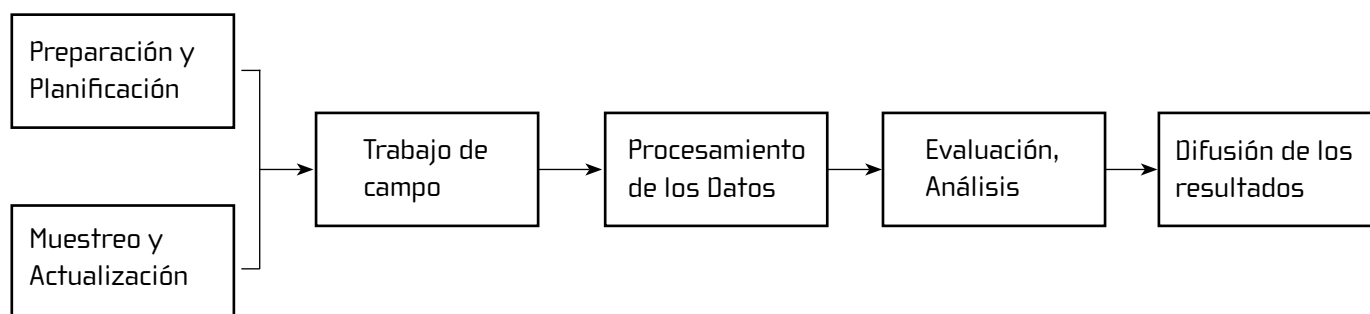 Preparación y
Planificación
Muestreo y
Actualización
Trabajo de
campo
Procesamiento
de los Datos
Evaluación,
Análisis
Difusión de los
resultados